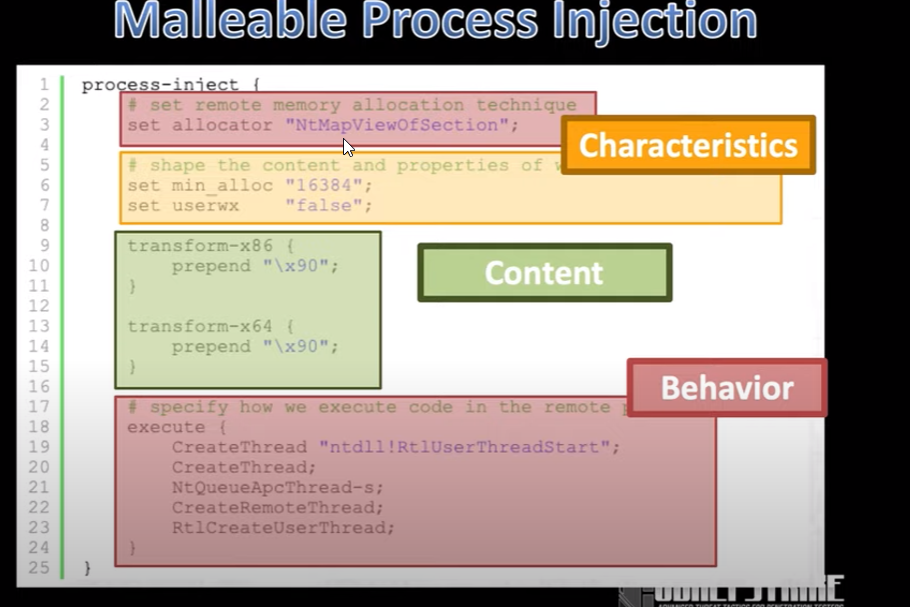 Malleable Process Injection
1 process-inject {
2 # set remote memory allocation technique
3 set allocator "NtMapViewOfSection";
4
Characteristics
5 # shape the content and properties of
6 set min_alloc "16384";
7 set userwx "false";
8
9 transform-x86 {
10 prepend "\x90";
11 }
Content
12
13 transform-x64 {
14 prepend "\x90";
15 }
16
Behavior
17 # specify how we execute code in the remote
18 execute {
19 CreateThread "ntdll!RtlUserThreadStart";
20 CreateThread;
21 NtQueueApcThread-s;
22 CreateRemoteThread;
23 RtlCreateUserThread;
24 }
25 }
COBALT STRIKE
ADVANCED THREAT TACTICS FOR PENETRATION TESTERS